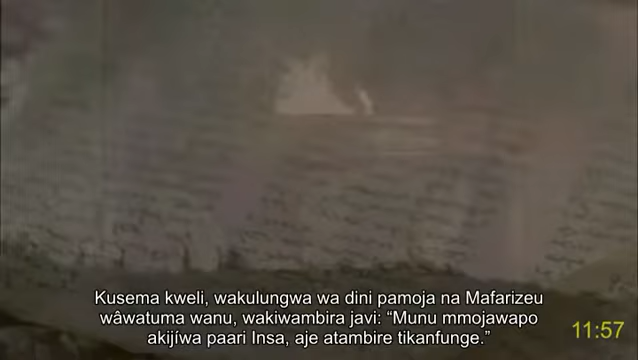 Kusema kweli, wakulungwa wa dini pamoja na Mafarizeu
wâwatuma wanu, wakiwambira javi: “Munu mmojawapo
akijíwa paari Insa, aje atambire tikanfunge.”
11:57